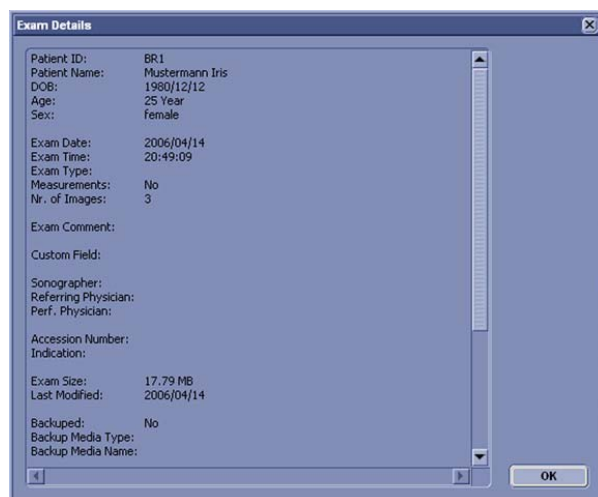 Exam Details
Patient ID: BR1
Patient Name: Mustermann Iris
DOB: 1980/12/12
Age: 25 Year
Sex: female
Exam Date: 2006/04/14
Exam Time: 20:49:09
Exam Type:
Measurements: No
Nr. of Images: 3
Exam Comment:
Custom Field:
Sonographer:
Referring Physician:
Perf. Physician:
Accession Number:
Indication:
Exam Size: 17.79 MB
Last Modified: 2006/04/14
Backuped: No
Backup Media Type:
Backup Media Name:
OK